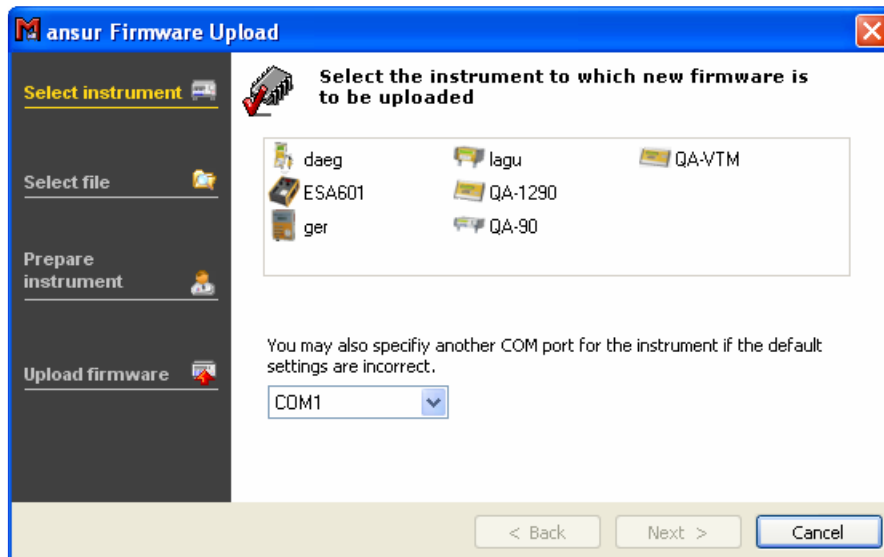 ansur Firmware Upload
Select instrument
Select file
Prepare
instrument
Upload firmware
Select the instrument to which new firmware is
to be uploaded
daeg
lagu
QA-VTM
ESA601
QA-1290
ger
QA-90
You may also specifiy another COM port for the instrument if the default
settings are incorrect.
COM1
< Back
Next >
Cancel